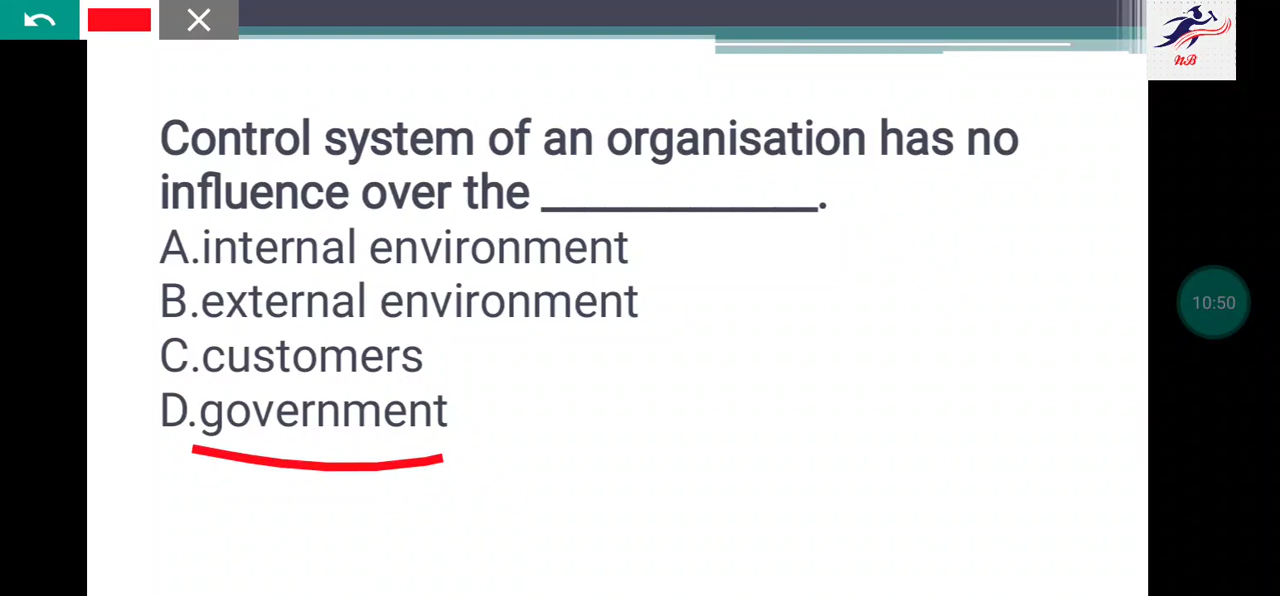 NB
Control system of an organisation has no
influence over the ____________.
A.internal environment
B.external environment
C.customers
D.government
10:50